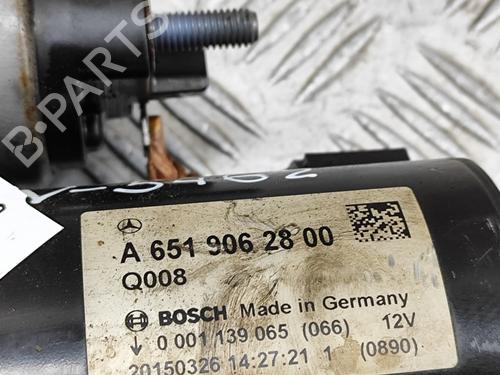 B-PARTS
A 651 906 28 00
Q008
BOSCH Made in Germany
0 001 139 065 (066) 12V
20150326 14:27:21 1 (0890)